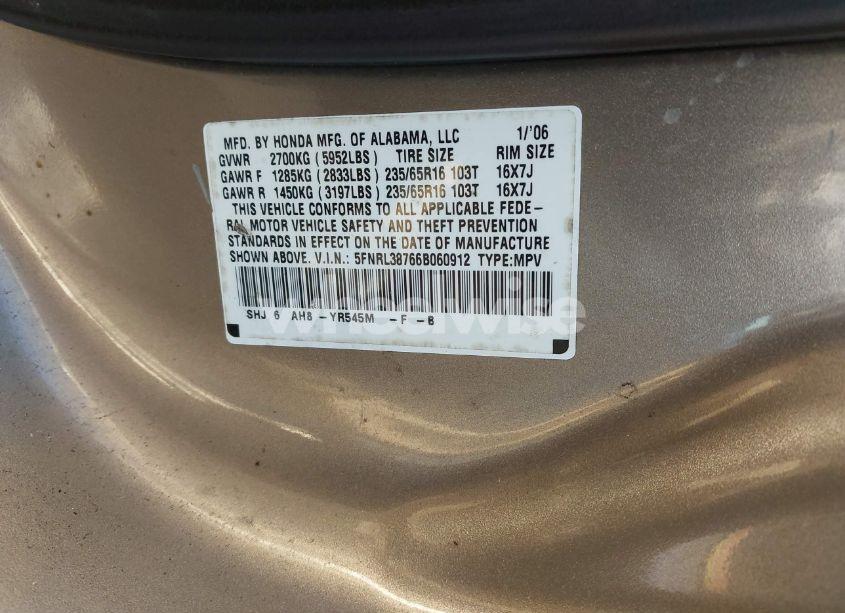 MFD. BY HONDA MFG. OF ALABAMA, LLC 1/'06
GVWR 2700KG (5952LBS) TIRE SIZE RIM SIZE
GAWR F 1285KG (2833LBS) 235/65R16 103T 16X7J
GAWR R 1450KG (3197LBS) 235/65R16 103T 16X7J
THIS VEHICLE CONFORMS TO ALL APPLICABLE FEDE-
RAL MOTOR VEHICLE SAFETY AND THEFT PREVENTION
STANDARDS IN EFFECT ON THE DATE OF MANUFACTURE
SHOWN ABOVE. V.I.N.: 5FNRL38766B060912 TYPE:MPV
wheelwise
SHJ 6 AH8 -YR545M -F -B